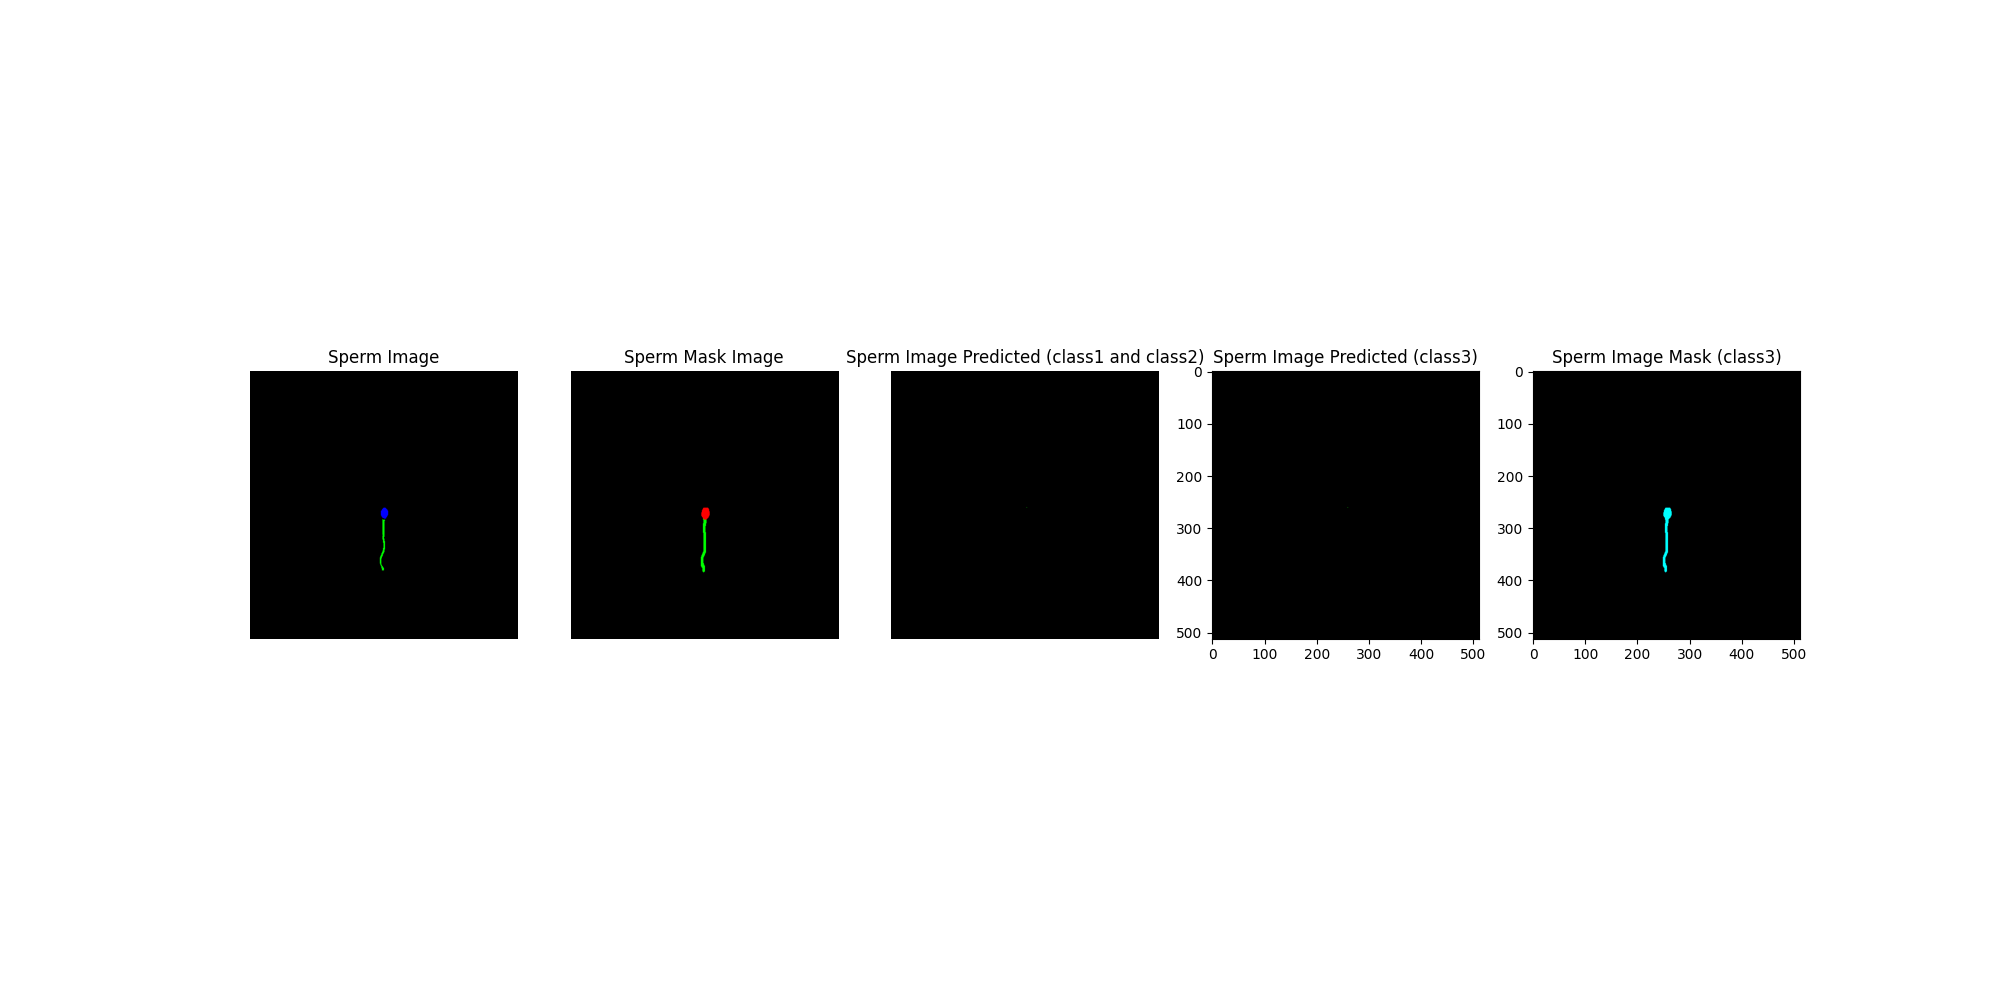 Sperm Image
Sperm Mask Image
Sperm Image Predicted (class1 and class2)
Sperm Image Predicted (class3)
Sperm Image Mask (class3)
0
100
200
300
400
500
0 100 200 300 400 500
0
100
200
300
400
500
0 100 200 300 400 500